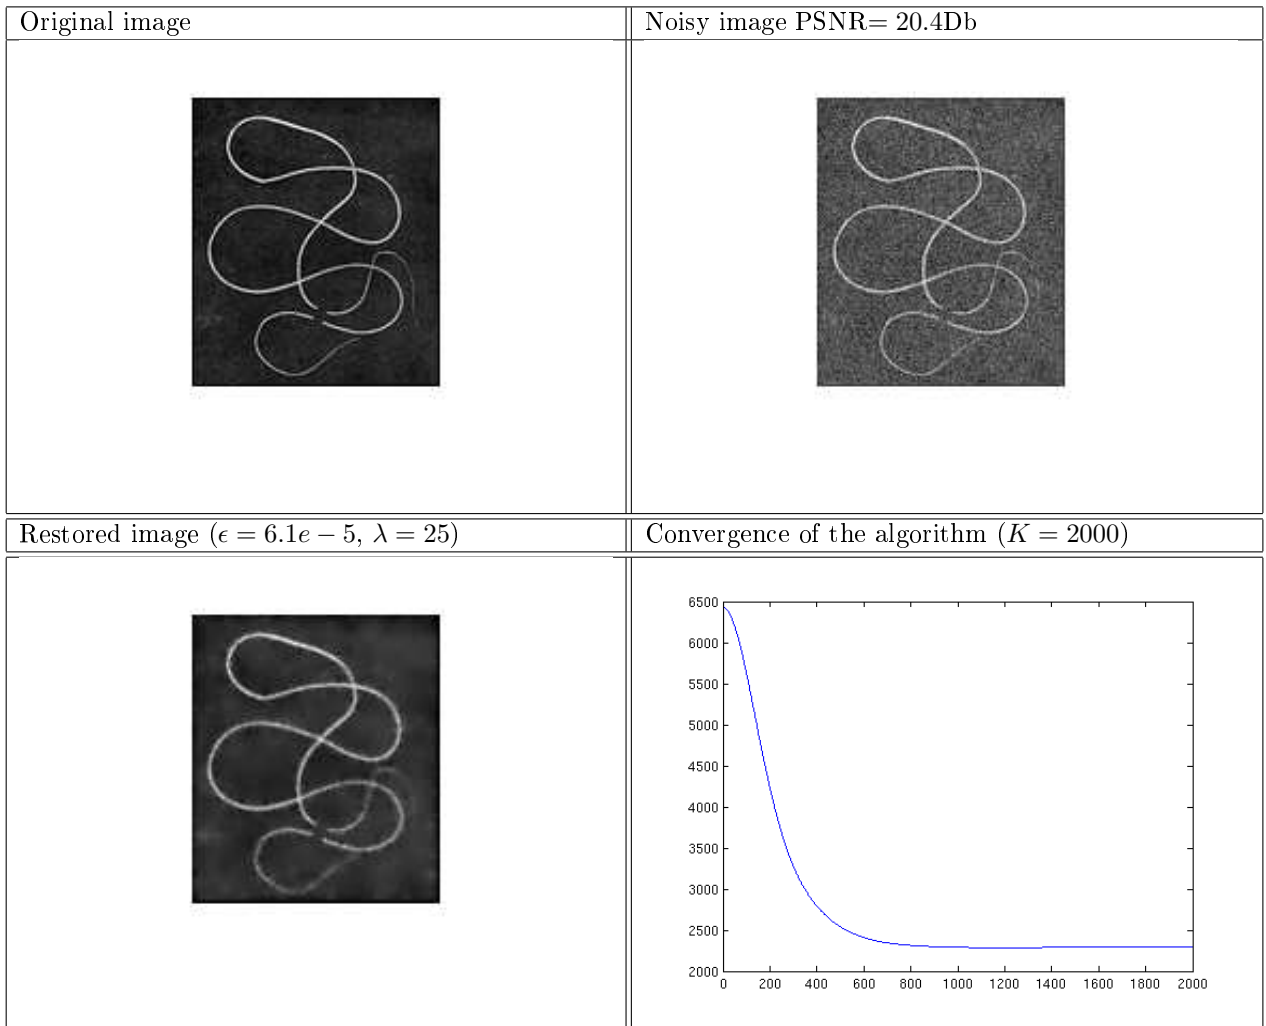 Original image
Noisy image PSNR= 20.4Db
Restored image (ϵ = 6.1e − 5, λ = 25)
Convergence of the algorithm (K = 2000)
6500
6000
5500
5000
4500
4000
3500
3000
2500
2000
0 200 400 600 800 1000 1200 1400 1600 1800 2000